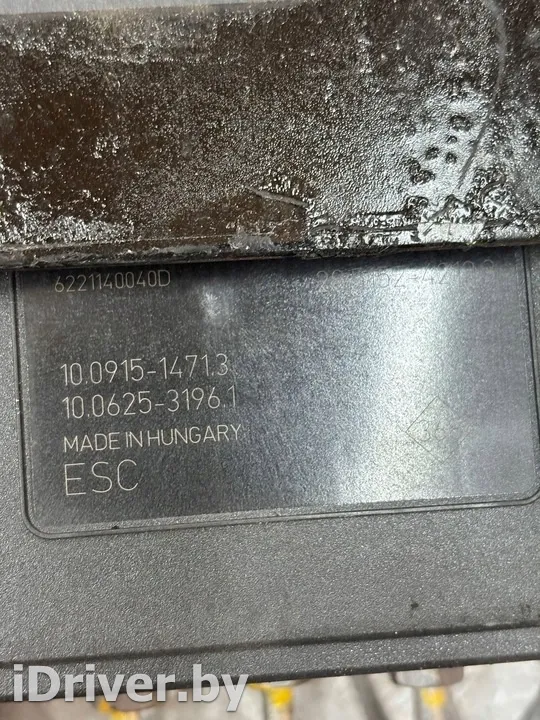 6221140040D
10.0915-1471.3
10.0625-3196.1
MADE IN HUNGARY
ESC
iDriver.by